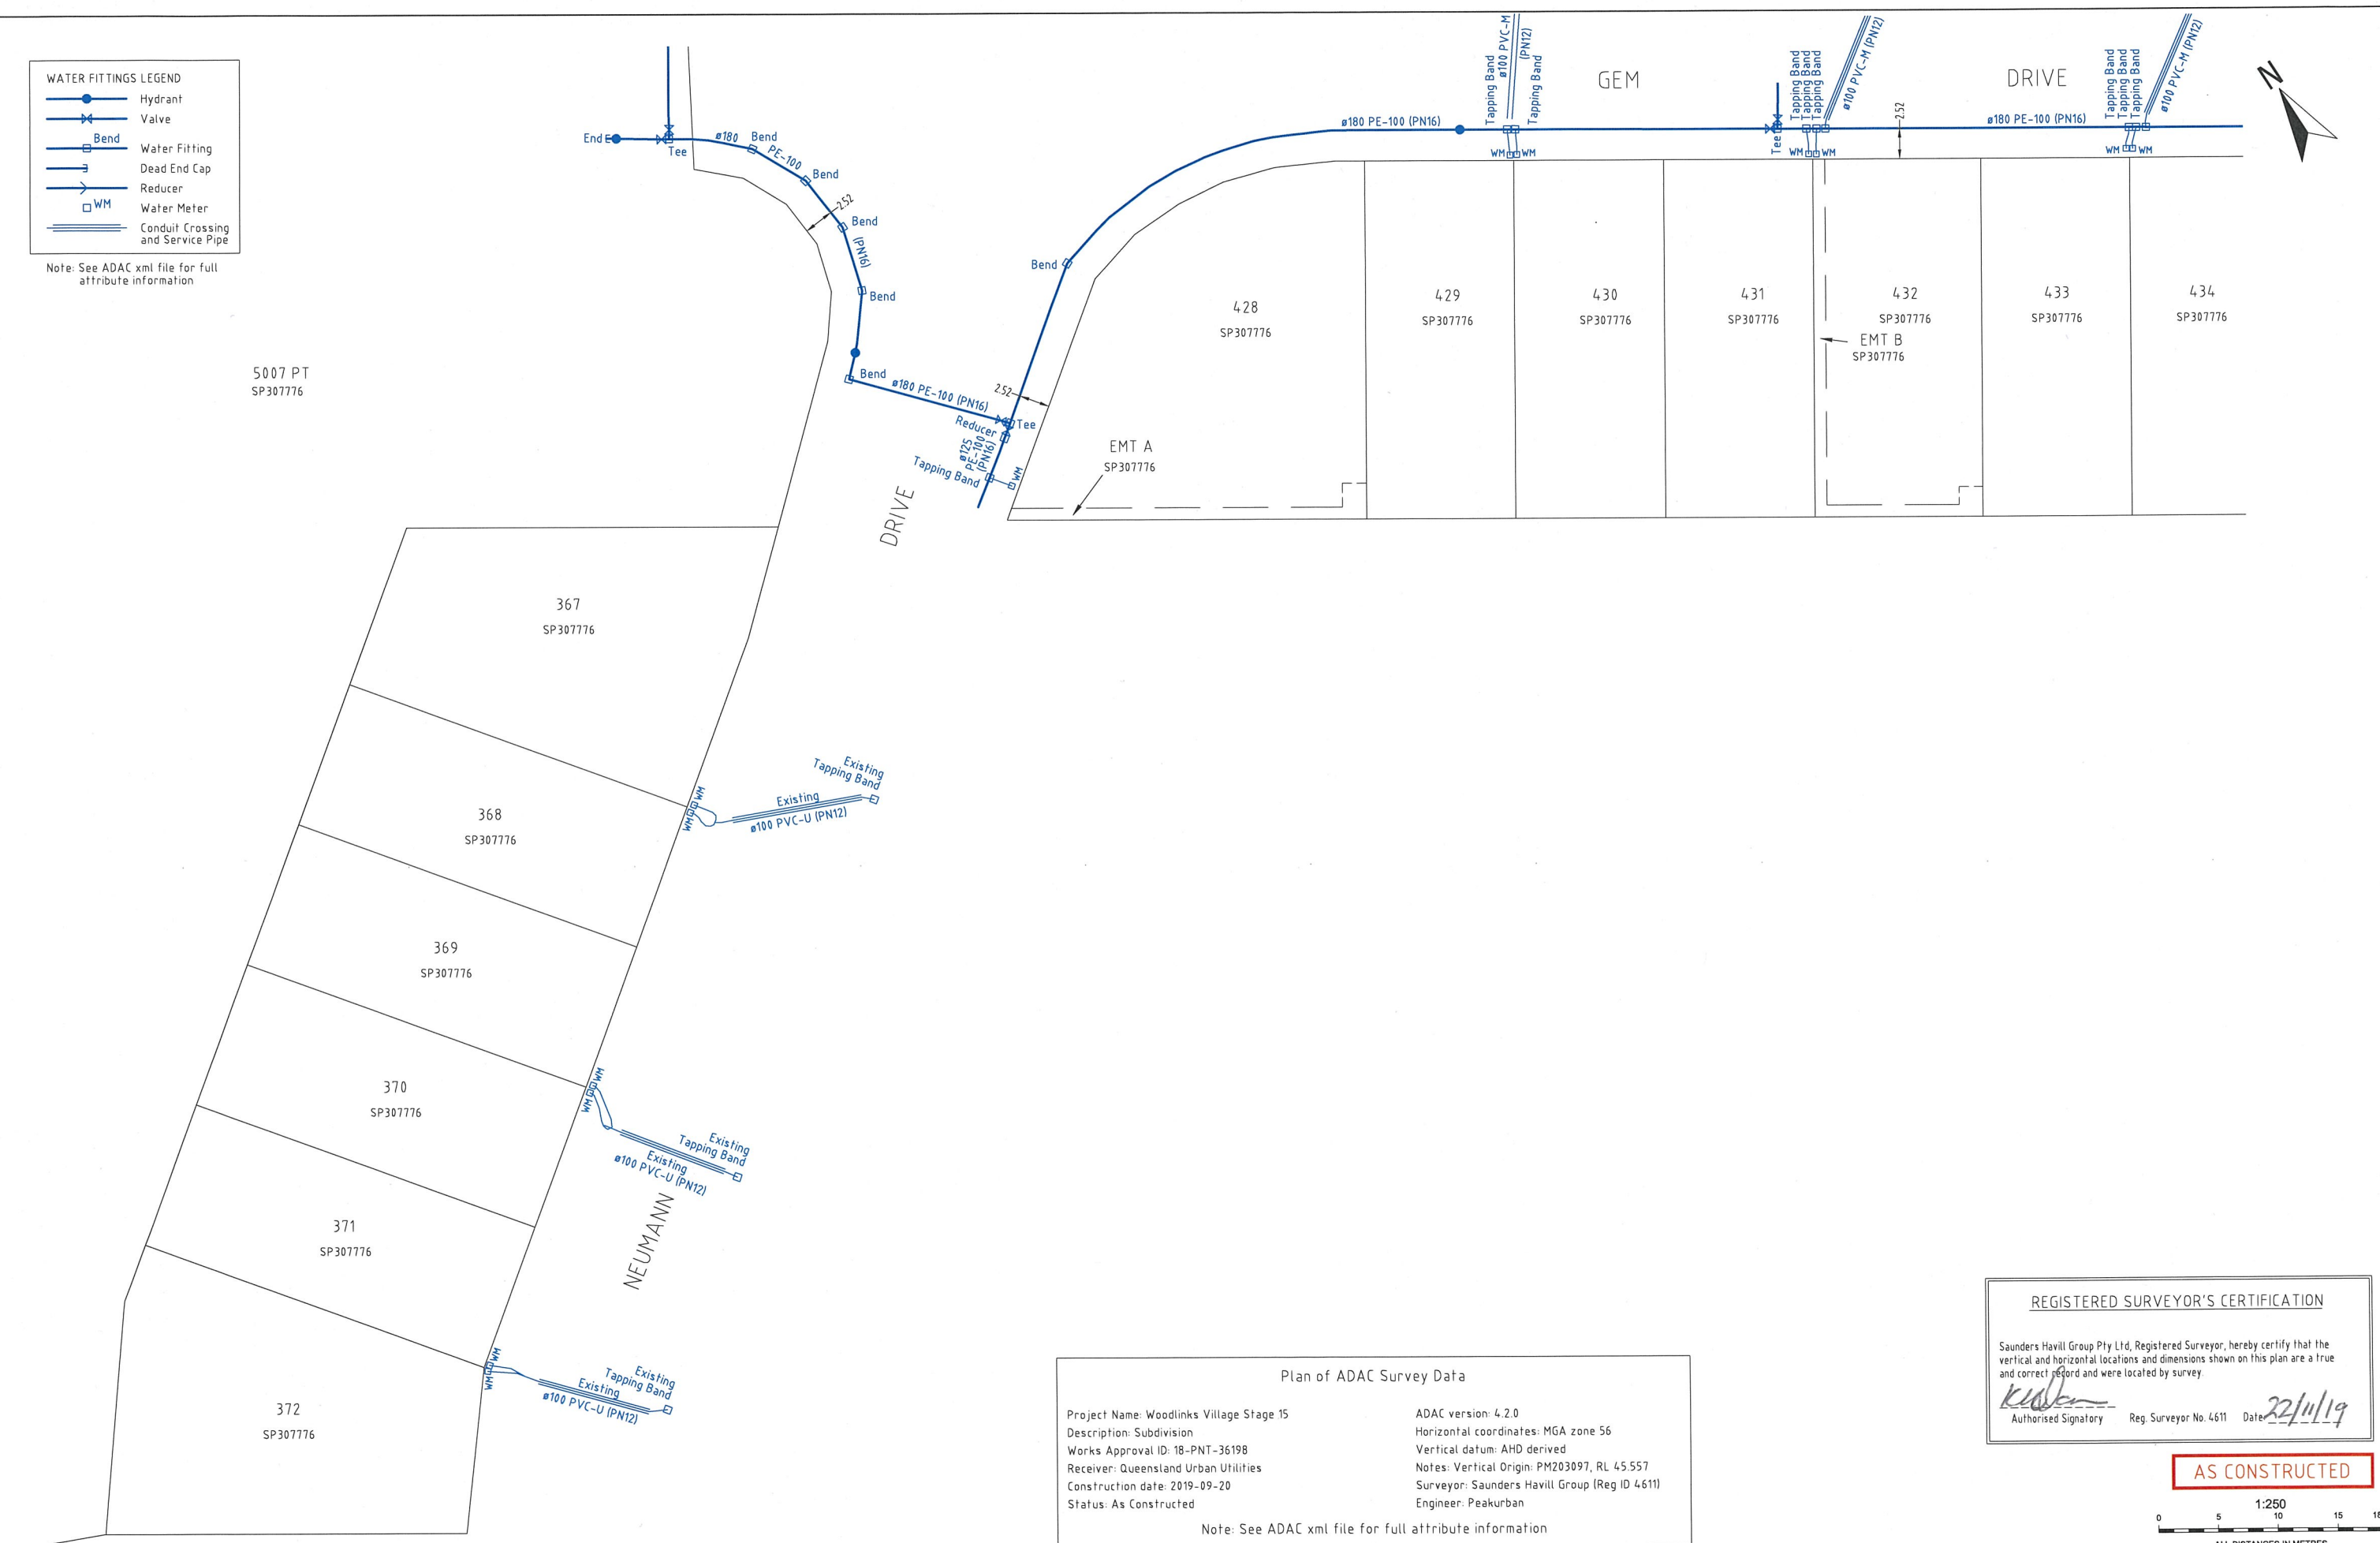 WATER FITTINGS LEGEND
Hydrant
Valve
Bend
Water Fitting
Dead End Cap
Reducer
WM
Water Meter
Conduit Crossing
and Service Pipe
Note: See ADAC xml file for full
attribute information
5007 PT
SP307776
End
Tee
ø180
Bend
PE-100
Bend
2.52
Bend
(PN16)
Bend
Bend
ø180 PE-100 (PN16)
Reducer
Tee
ø125
PE-100
(PN16)
Tapping Band
WM
2.52
Bend
ø180 PE-100 (PN16)
Tapping Band
ø100 PVC-M
(PN12)
Tapping Band
WM
WM
GEM
DRIVE
Tee
Tapping Band
Tapping Band
Tapping Band
ø100 PVC-M (PN12)
WM
WM
2.52
ø180 PE-100 (PN16)
Tapping Band
Tapping Band
Tapping Band
ø100 PVC-M (PN12)
WM
WM
N
428
SP307776
429
SP307776
430
SP307776
431
SP307776
432
SP307776
433
SP307776
434
SP307776
EMT B
SP307776
EMT A
SP307776
DRIVE
367
SP307776
368
SP307776
369
SP307776
370
SP307776
371
SP307776
372
SP307776
WM
WM
Existing
Tapping Band
Existing
ø100 PVC-U (PN12)
WM
WM
Existing
Tapping Band
Existing
ø100 PVC-U (PN12)
NEUMANN
WM
WM
Existing
Tapping Band
Existing
ø100 PVC-U (PN12)
Plan of ADAC Survey Data
Project Name: Woodlinks Village Stage 15
Description: Subdivision
Works Approval ID: 18-PNT-36198
Receiver: Queensland Urban Utilities
Construction date: 2019-09-20
Status: As Constructed
ADAC version: 4.2.0
Horizontal coordinates: MGA zone 56
Vertical datum: AHD derived
Notes: Vertical Origin: PM203097, RL 45.557
Surveyor: Saunders Havill Group (Reg ID 4611)
Engineer: Peakurban
Note: See ADAC xml file for full attribute information
REGISTERED SURVEYOR'S CERTIFICATION
Saunders Havill Group Pty Ltd, Registered Surveyor, hereby certify that the
vertical and horizontal locations and dimensions shown on this plan are a true
and correct record and were located by survey.
Authorised Signatory Reg. Surveyor No. 4611 Date 22/11/19
AS CONSTRUCTED
1:250
0 5 10 15
ALL DISTANCES IN METRES